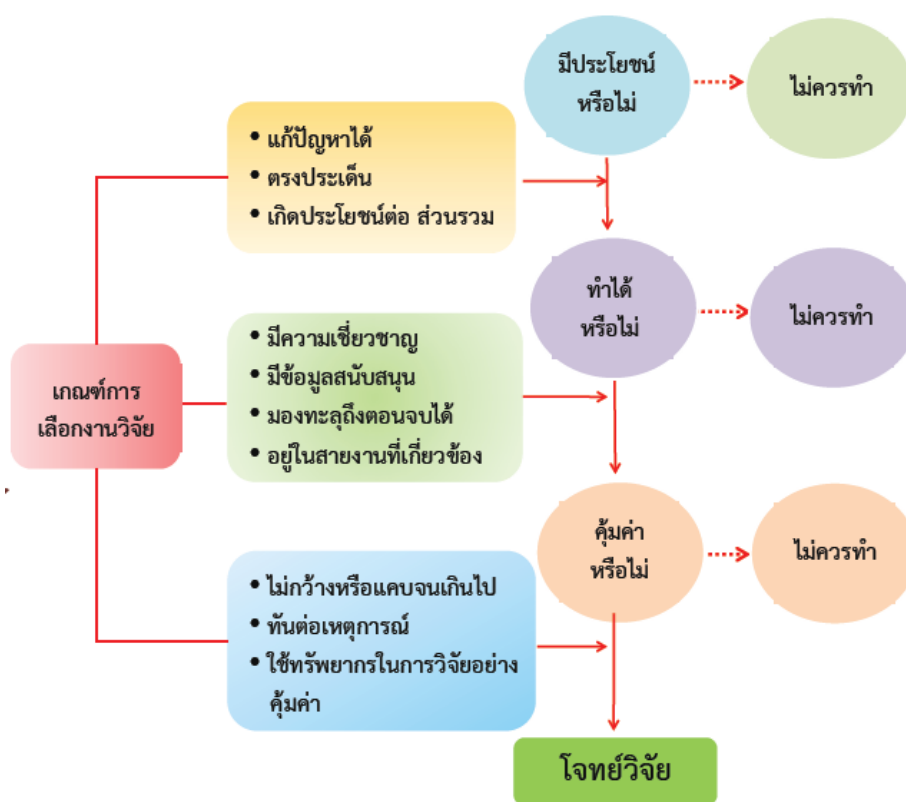 มีประโยชน์
หรือไม่
ไม่ควรทำ
• แก้ปัญหาได้
• ตรงประเด็น
• เกิดประโยชน์ต่อ ส่วนรวม
ทำได้
หรือไม่
ไม่ควรทำ
• มีความเชี่ยวชาญ
• มีข้อมูลสนับสนุน
• มองทะลุถึงตอนจบได้
• อยู่ในสายงานที่เกี่ยวข้อง
เกณฑ์การ
เลือกงานวิจัย
คุ้มค่า
หรือไม่
ไม่ควรทำ
• ไม่กว้างหรือแคบจนเกินไป
• ทันต่อเหตุการณ์
• ใช้ทรัพยากรในการวิจัยอย่าง
คุ้มค่า
โจทย์วิจัย